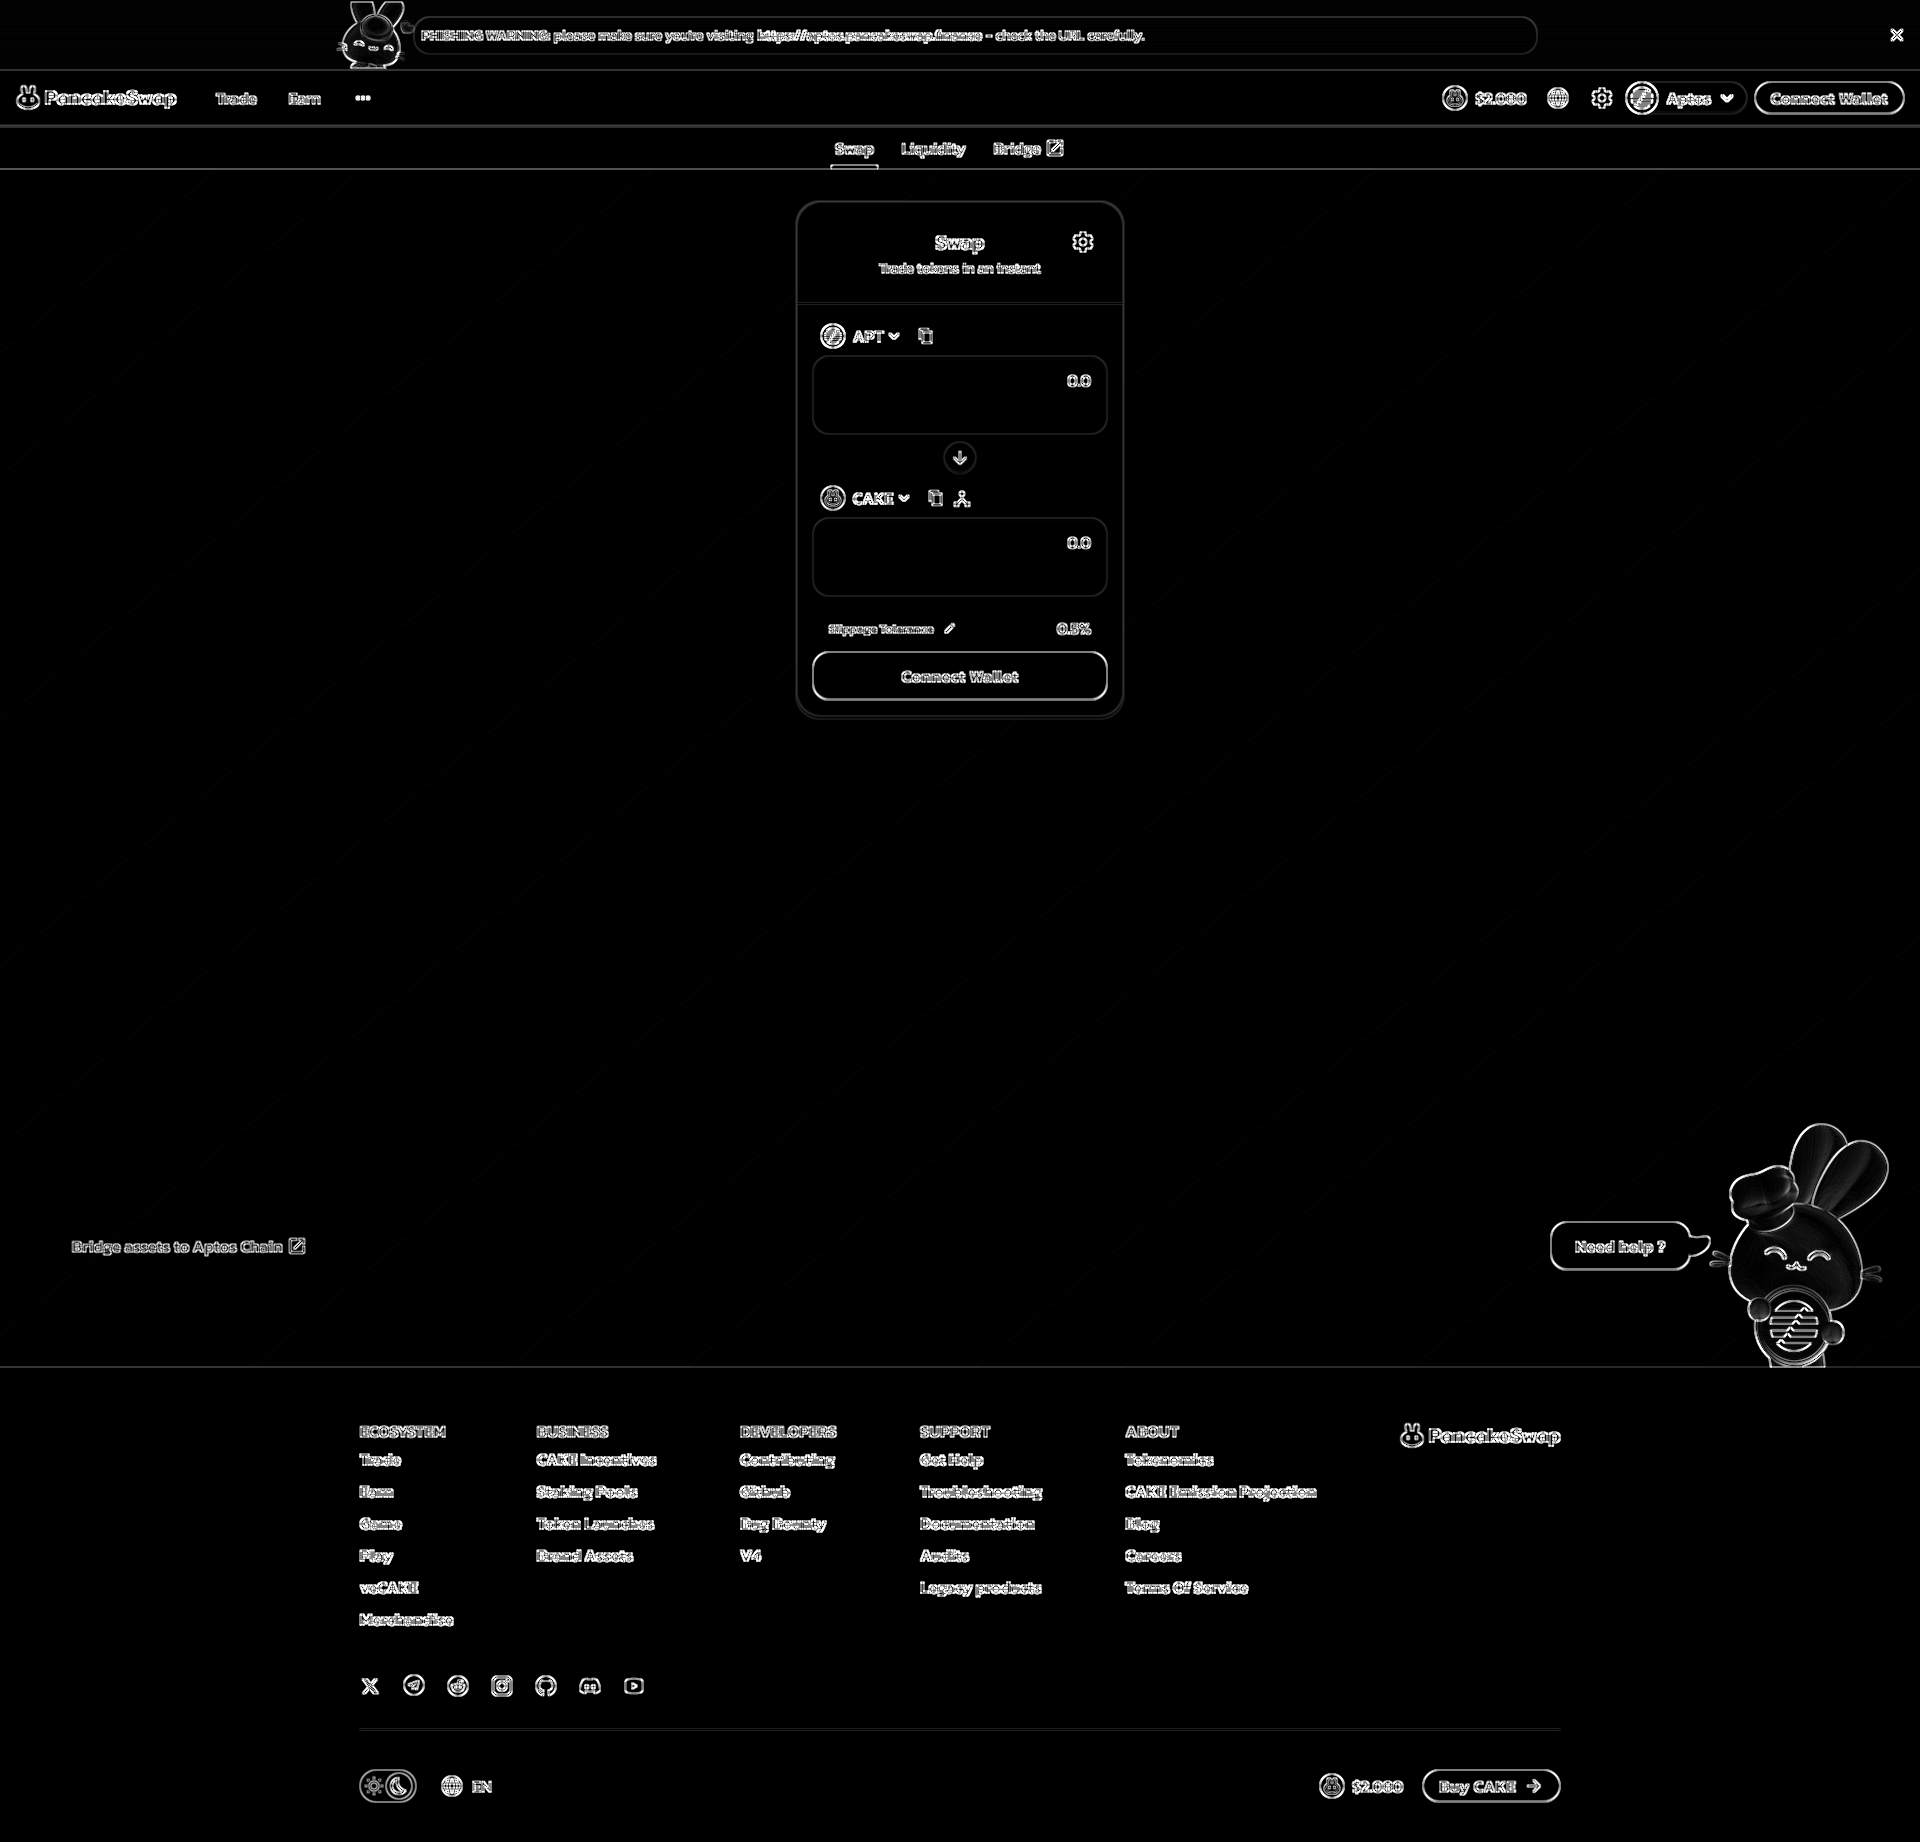 PHISHING WARNING: please make sure you're visiting https://aptos.pancakeswap.finance - check the URL carefully.
PancakeSwap
Trade
Earn
$2.080
Aptos
Connect Wallet
Swap
Liquidity
Bridge
Swap
Trade tokens in an instant
APT
0.0
CAKE
0.0
Slippage Tolerance
0.5%
Connect Wallet
Bridge assets to Aptos Chain
Need help ?
ECOSYSTEM
Trade
Earn
Game
Play
veCAKE
Merchandise
BUSINESS
CAKE Incentives
Staking Pools
Token Launches
Brand Assets
DEVELOPERS
Contributing
Github
Bug Bounty
V4
SUPPORT
Get Help
Troubleshooting
Documentation
Audits
Legacy products
ABOUT
Tokenomics
CAKE Emission Projection
Blog
Careers
Terms Of Service
PancakeSwap
EN
$2.080
Buy CAKE